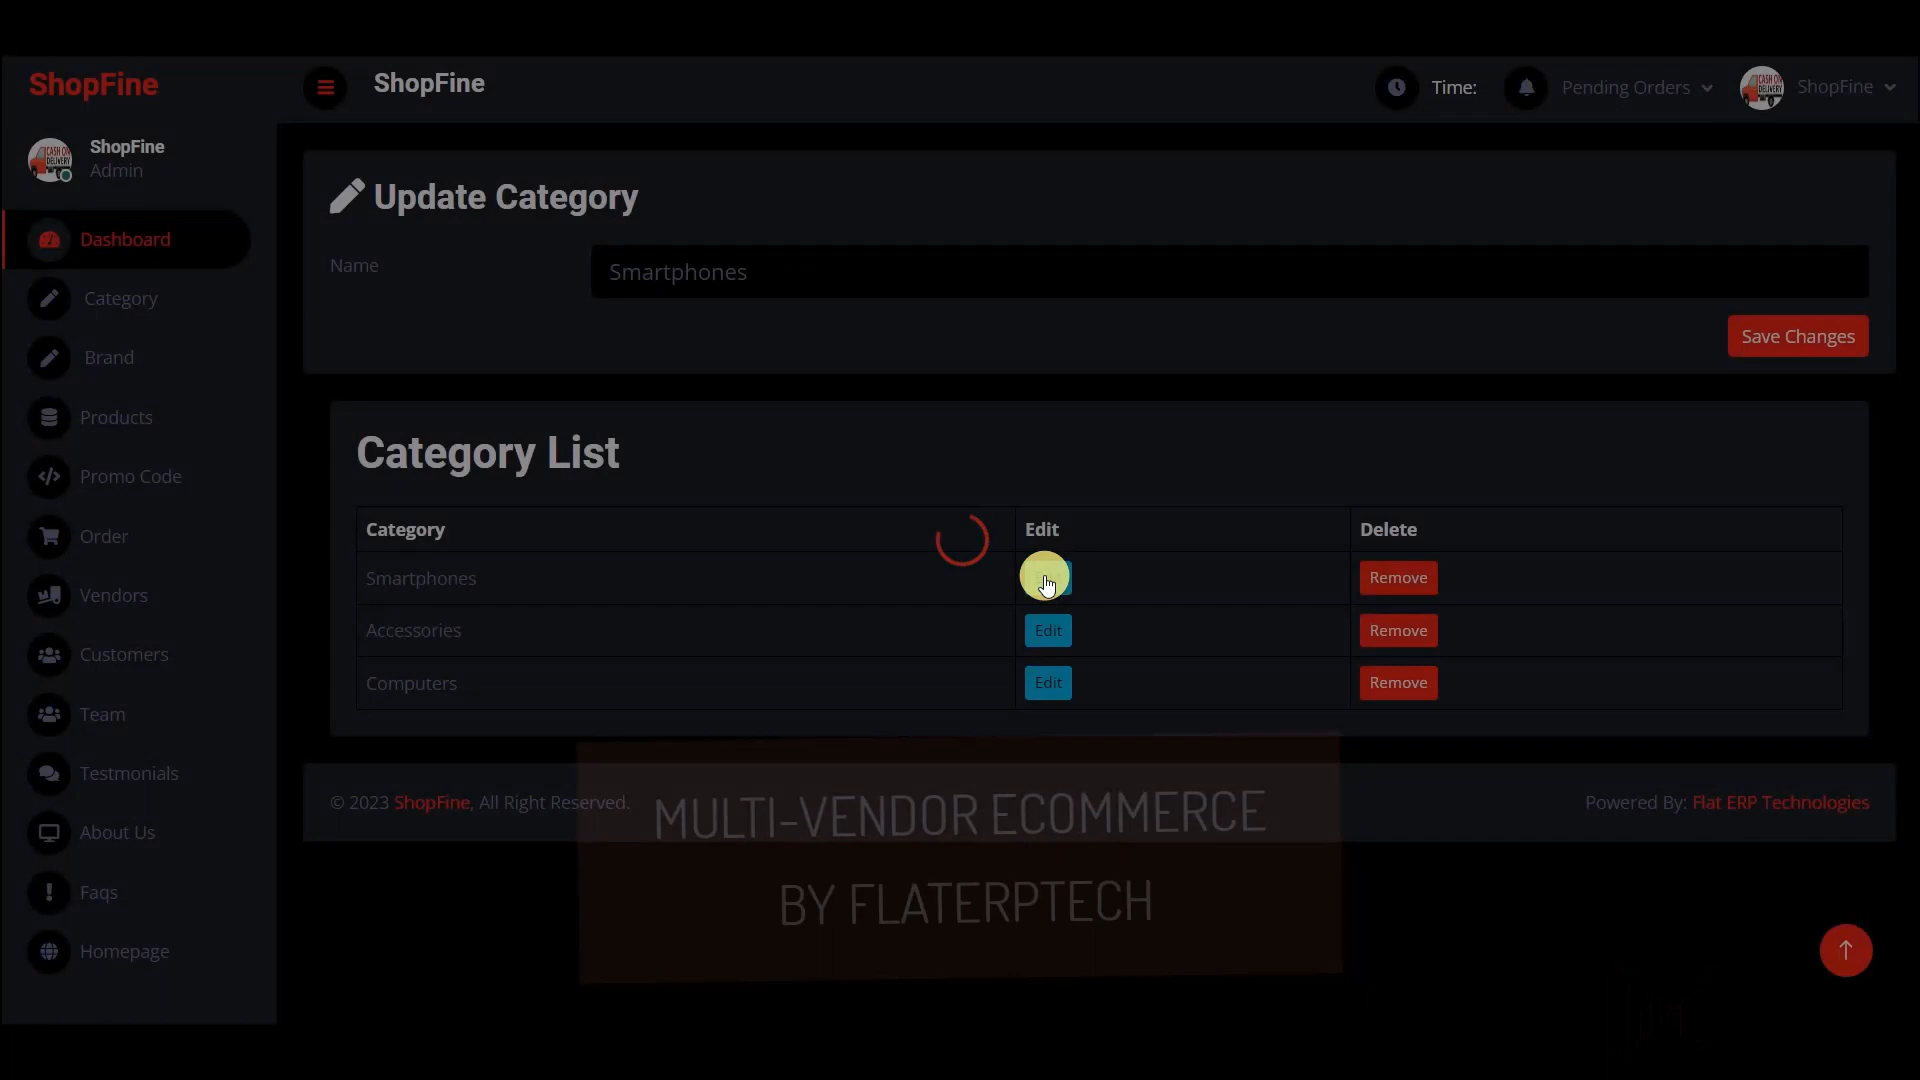 ShopFine
ShopFine
Time:
Pending Orders
ShopFine
ShopFine
Admin
Dashboard
Category
Brand
Products
Promo Code
Order
Vendors
Customers
Team
Testimonials
About Us
Faqs
Homepage
Update Category
Name
Smartphones
Save Changes
Category List
Category Edit Delete
Smartphones Remove
Accessories Edit Remove
Computers Edit Remove
© 2023 ShopFine, All Right Reserved.
Powered By: Flat ERP Technologies
MULTI-VENDOR ECOMMERCE
BY FLATERPTECH